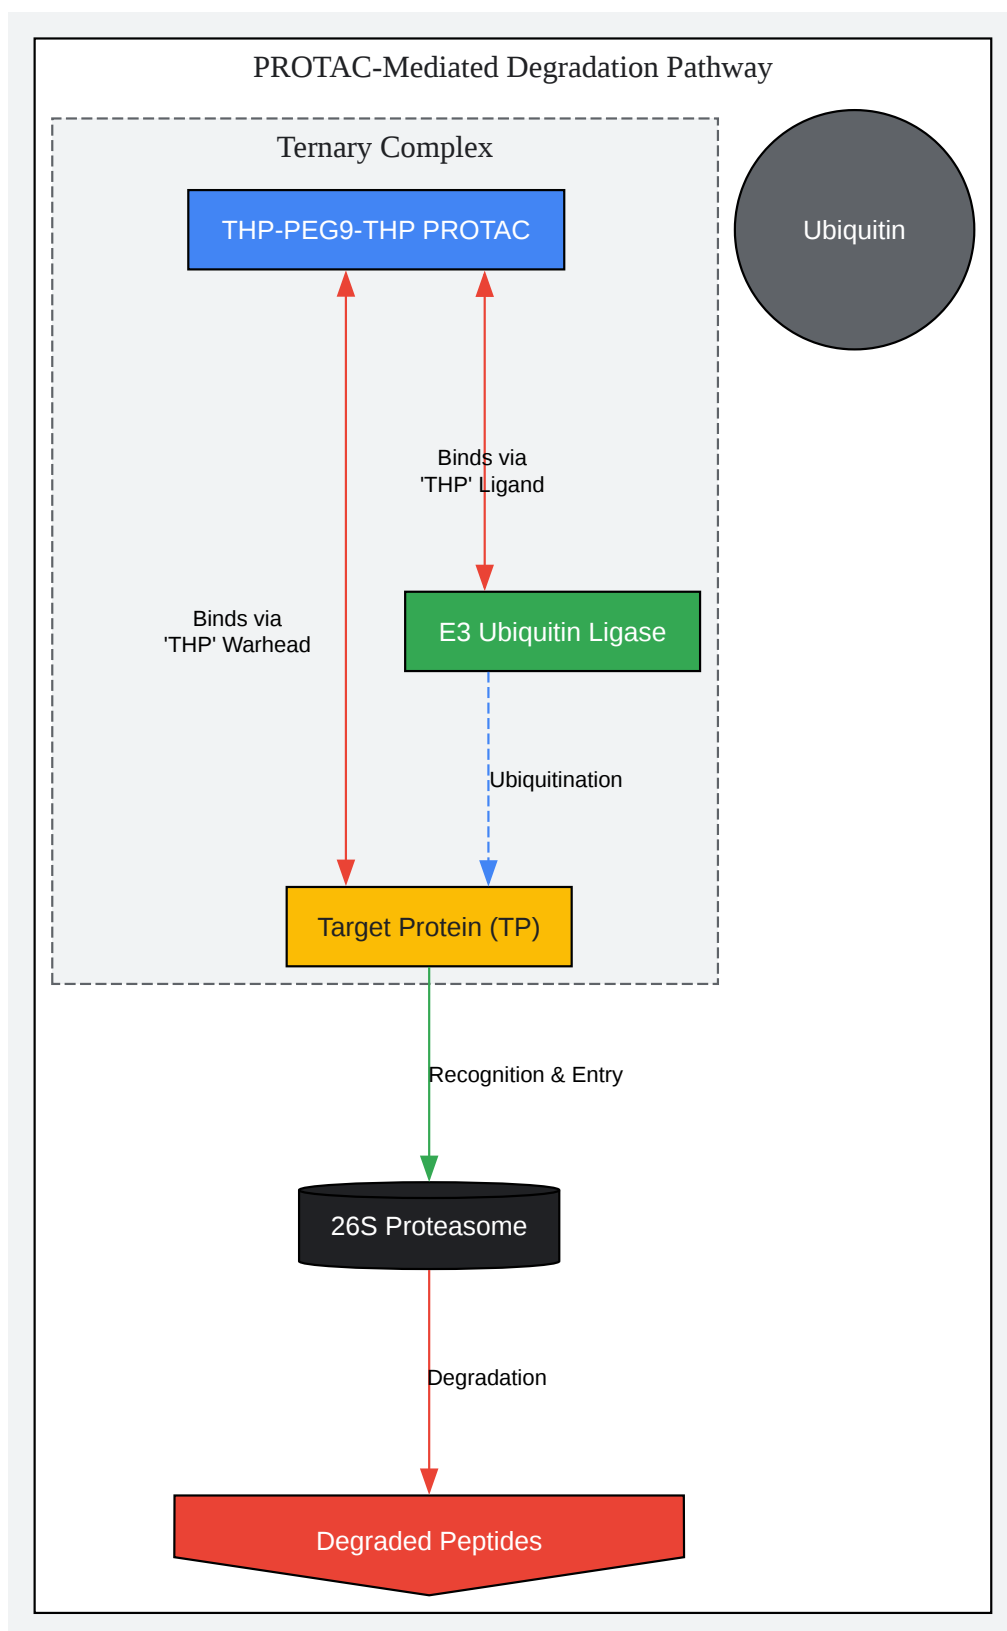 PROTAC-Mediated Degradation Pathway
Ternary Complex
THP-PEG9-THP PROTAC
Ubiquitin
Binds via
'THP' Ligand
Binds via
'THP' Warhead
E3 Ubiquitin Ligase
Ubiquitination
Target Protein (TP)
Recognition & Entry
26S Proteasome
Degradation
Degraded Peptides